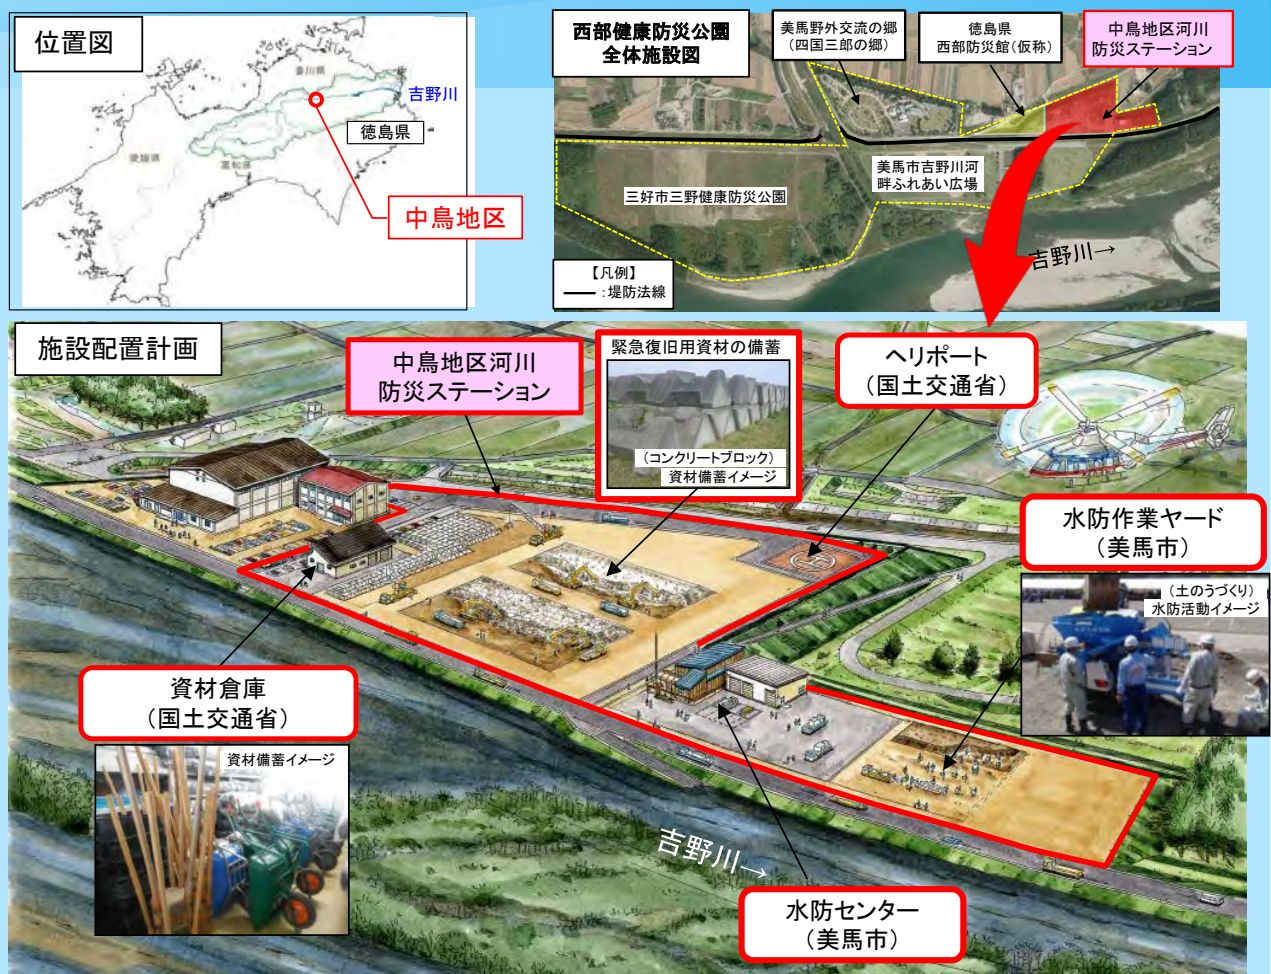 位置図
香川県
吉野川
徳島県
愛媛県
高知県
中鳥地区
西部健康防災公園
全体施設図
美馬野外交流の郷
(四国三郎の郷)
徳島県
西部防災館(仮称)
中鳥地区河川
防災ステーション
美馬市吉野川河
畔ふれあい広場
三好市三野健康防災公園
吉野川→
【凡例】
:堤防法線
施設配置計画
中鳥地区河川
防災ステーション
緊急復旧用資材の備蓄
(コンクリートブロック)
資材備蓄イメージ
ヘリポート
(国土交通省)
水防作業ヤード
(美馬市)
(土のうづくり)
水防活動イメージ
H
資材倉庫
(国土交通省)
資材備蓄イメージ
吉野川→
水防センター
(美馬市)